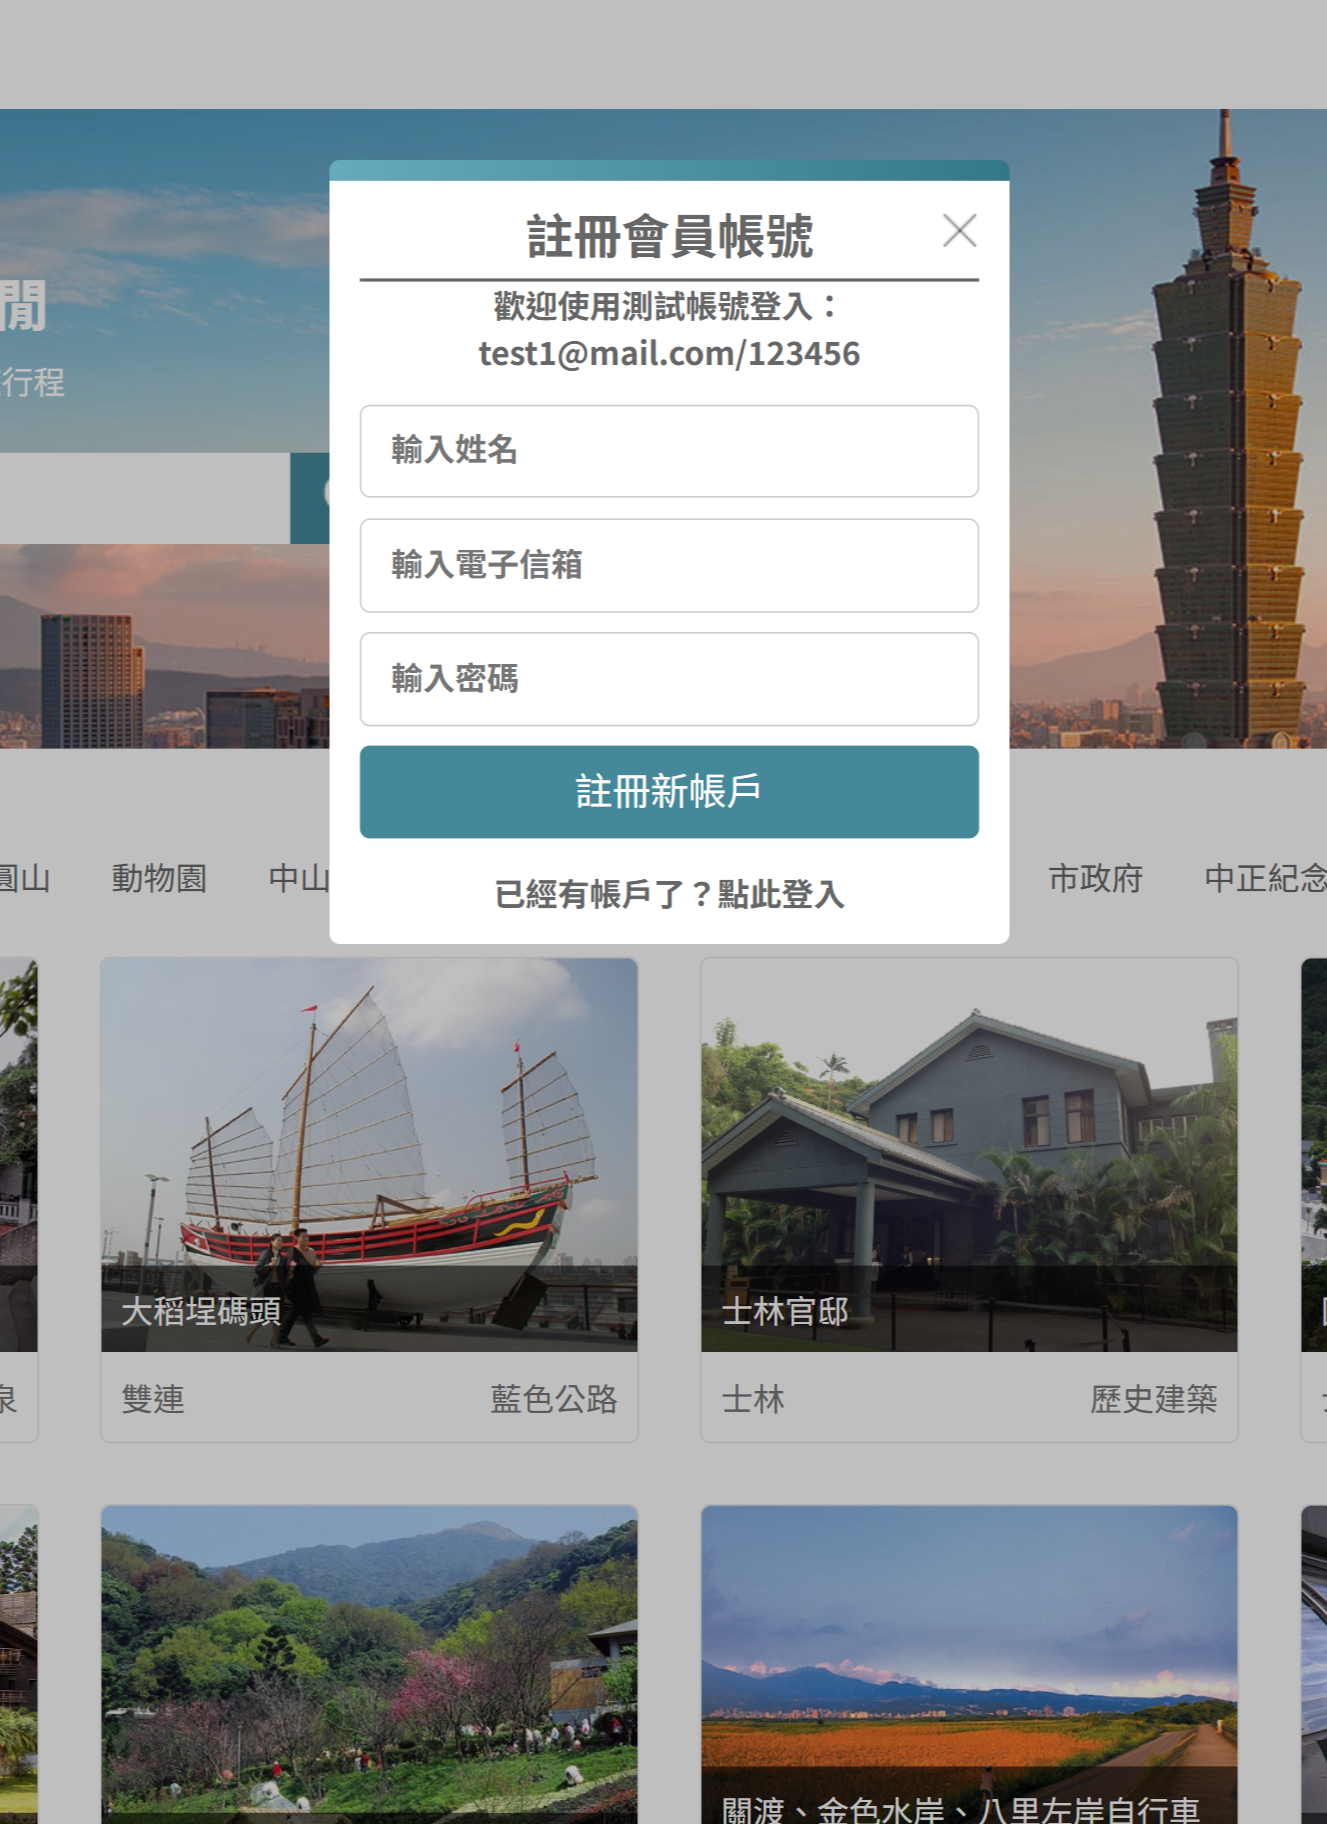 註冊會員帳號
歡迎使用測試帳號登入：
test1@mail.com/123456
閒
行程
輸入姓名
輸入電子信箱
輸入密碼
註冊新帳戶
已經有帳戶了？點此登入
圓山 動物園 中山 市政府 中正紀念
大稻埕碼頭
士林官邸
泉
雙連 藍色公路
士林 歷史建築
關渡、金色水岸、八里左岸自行車